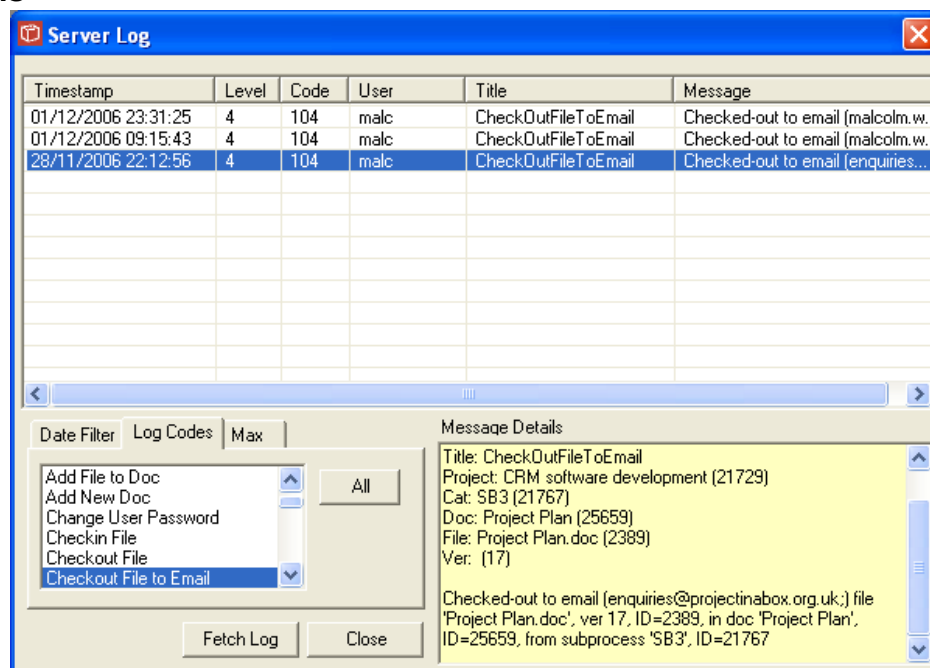 Server Log
Timestamp Level Code User Title Message
01/12/2006 23:31:25 4 104 malc CheckOutFileToEmail Checked-out to email (malcolm.w.
01/12/2006 09:15:43 4 104 malc CheckOutFileToEmail Checked-out to email (malcolm.w.
28/11/2006 22:12:56 4 104 malc CheckOutFileToEmail Checked-out to email (enquiries...
Date Filter Log Codes Max
Add File to Doc
Add New Doc
Change User Password
Checkin File
Checkout File
Checkout File to Email
All
Fetch Log Close
Message Details
Title: CheckOutFileToEmail
Project: CRM software development (21729)
Cat: SB3 (21767)
Doc: Project Plan (25659)
File: Project Plan.doc (2389)
Ver: (17)
Checked-out to email (enquiries@projectinabox.org.uk;) file
'Project Plan.doc', ver 17, ID=2389, in doc 'Project Plan',
ID=25659, from subprocess 'SB3', ID=21767